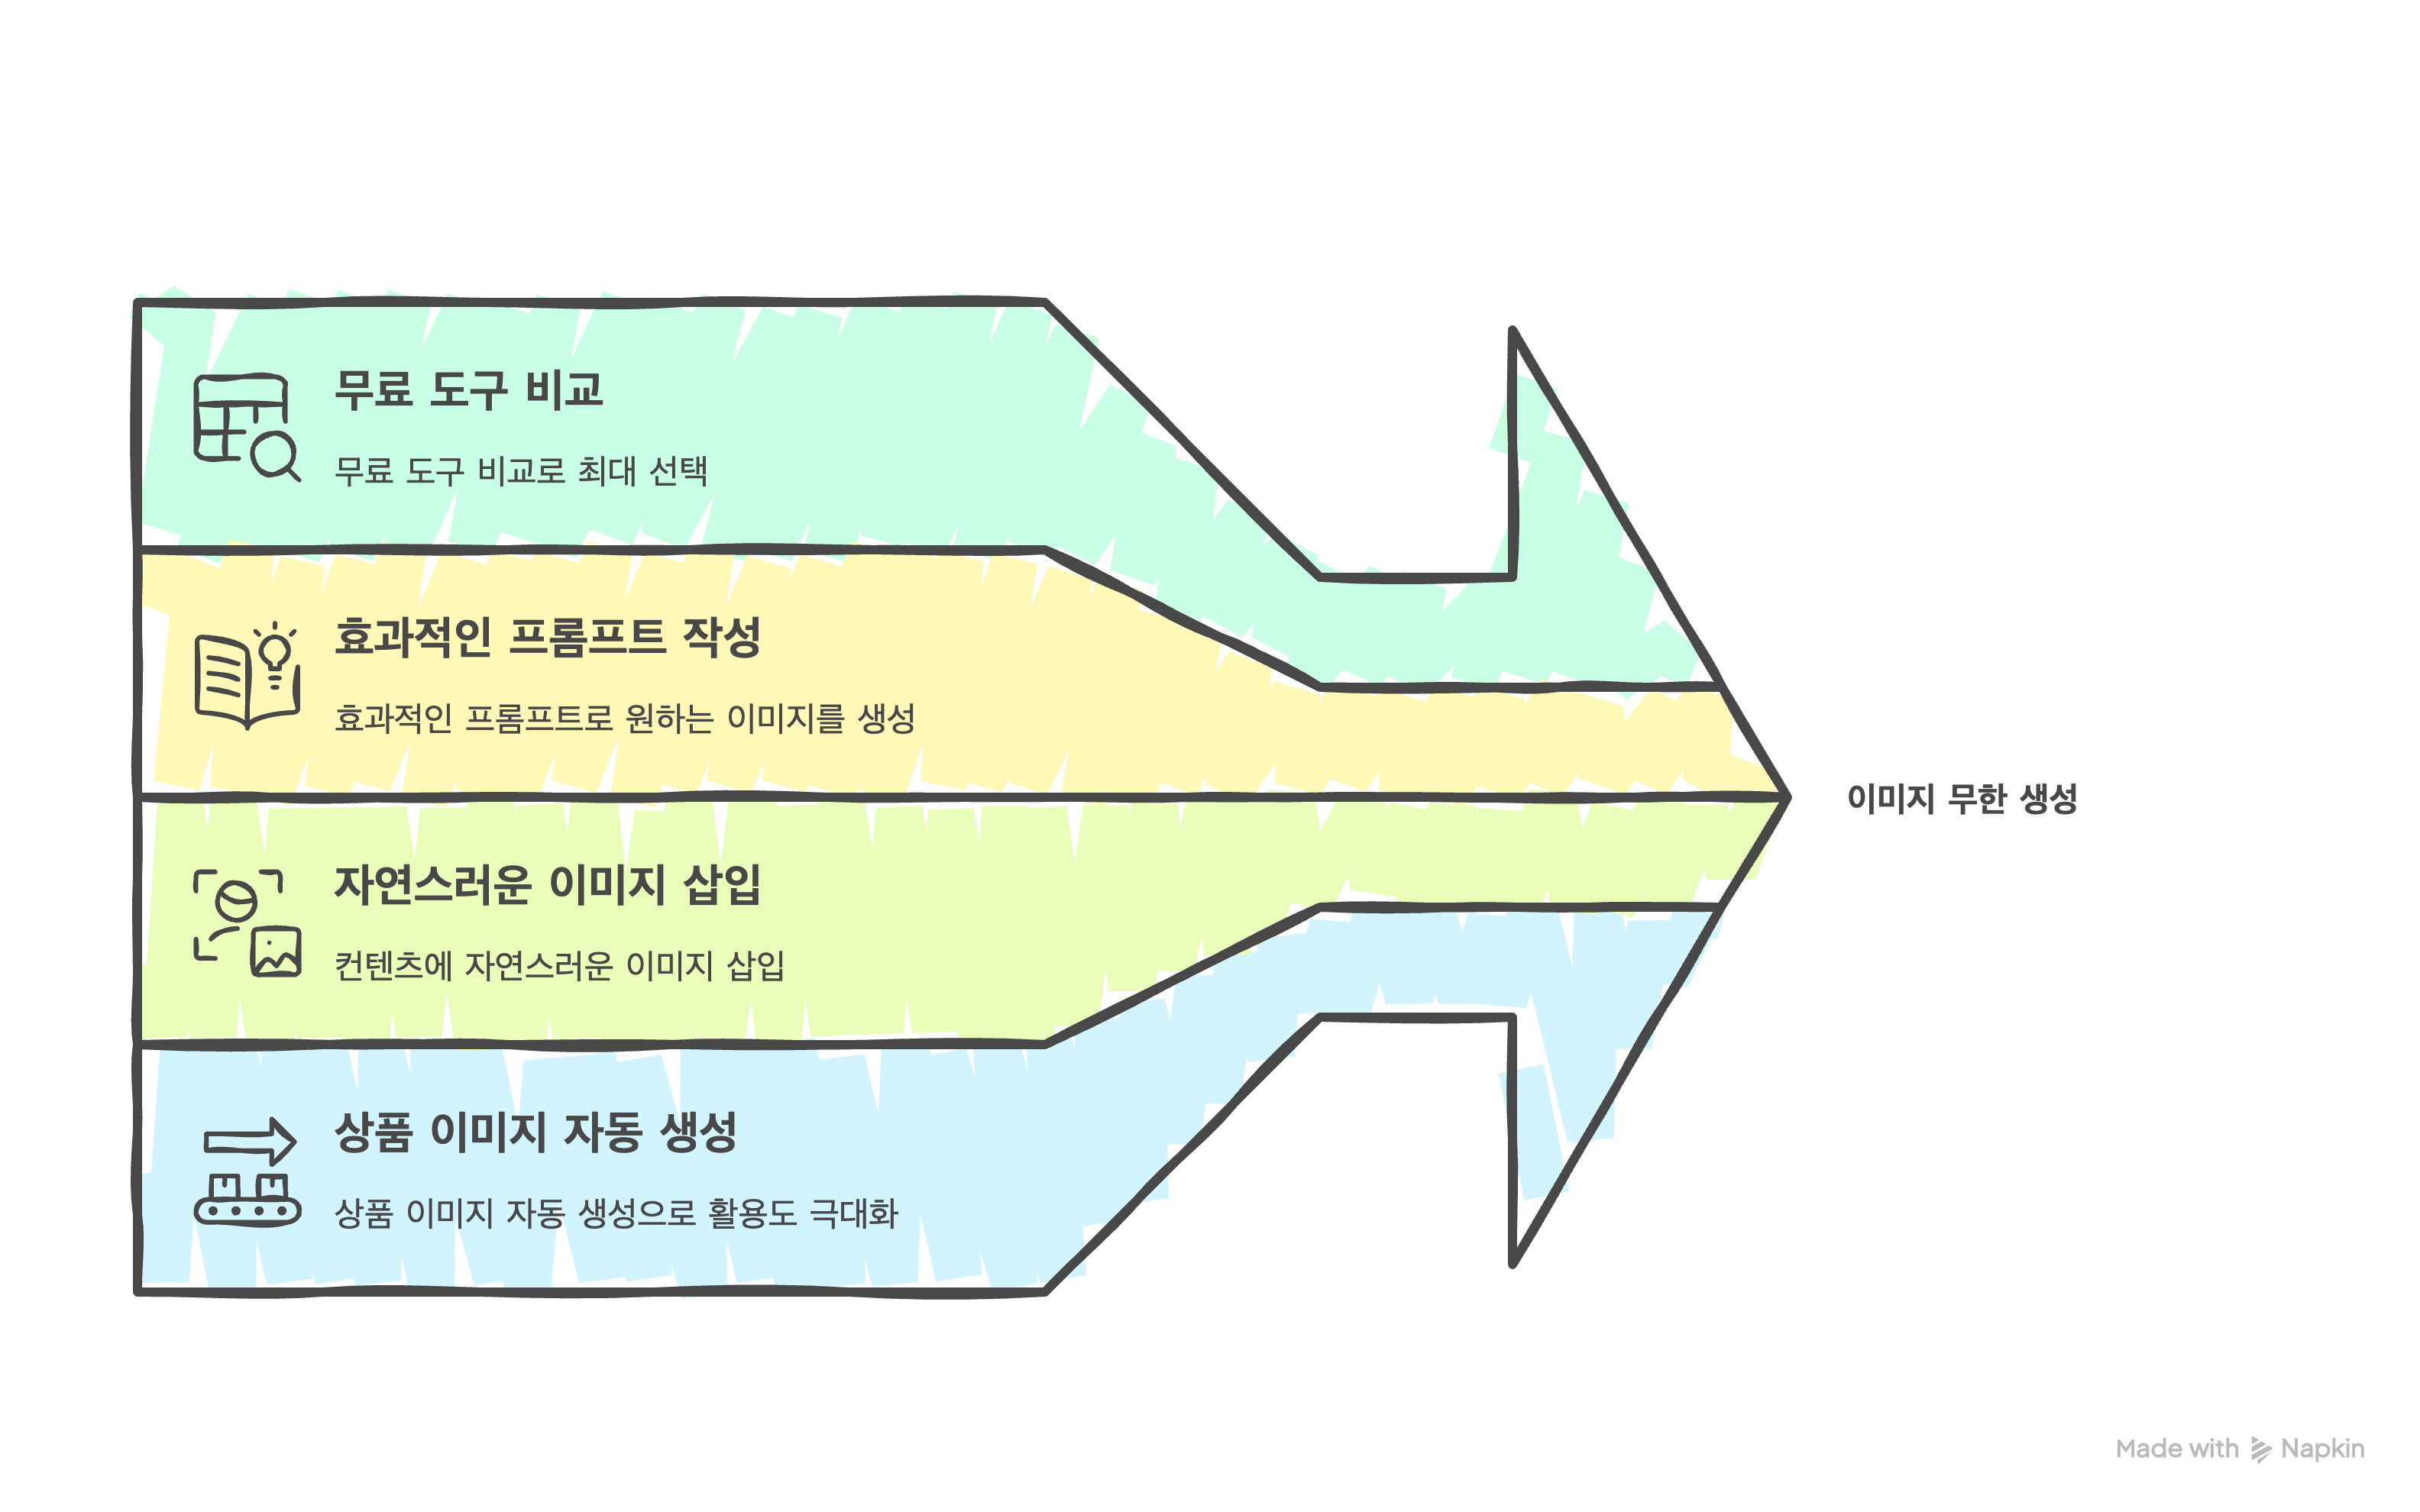 무료 도구 비교
무료 도구 비교로 최대 선택
효과적인 프롬프트 작성
효과적인 프롬프트로 원하는 이미지를 생성
이미지 무한 생성
자연스러운 이미지 삽입
컨텐츠에 자연스러운 이미지 삽입
상품 이미지 자동 생성
상품 이미지 자동 생성으로 활용도 극대화
Made with Napkin